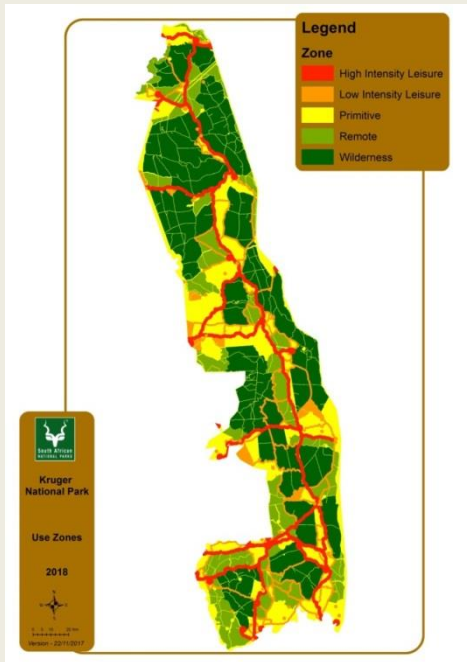 Legend
Zone
High Intensity Leisure
Low Intensity Leisure
Primitive
Remote
Wilderness
South African
NATIONAL PARKS
Kruger
National Park
Use Zones
2018
Version - 22/11/2017